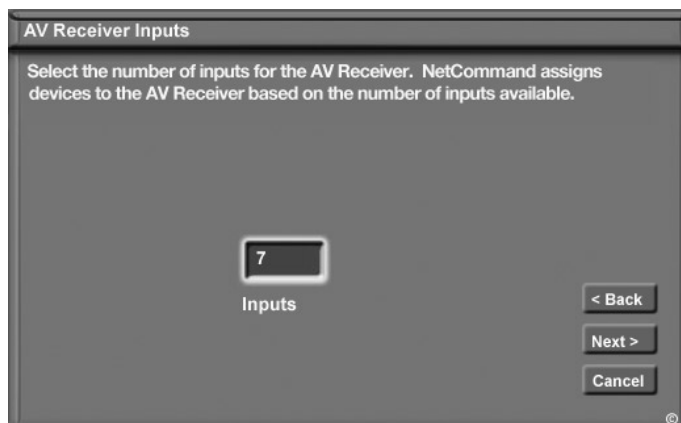 AV Receiver Inputs
Select the number of inputs for the AV Receiver.  NetCommand assigns
devices to the AV Receiver based on the number of inputs available.
7
Inputs
< Back
Next >
Cancel
©